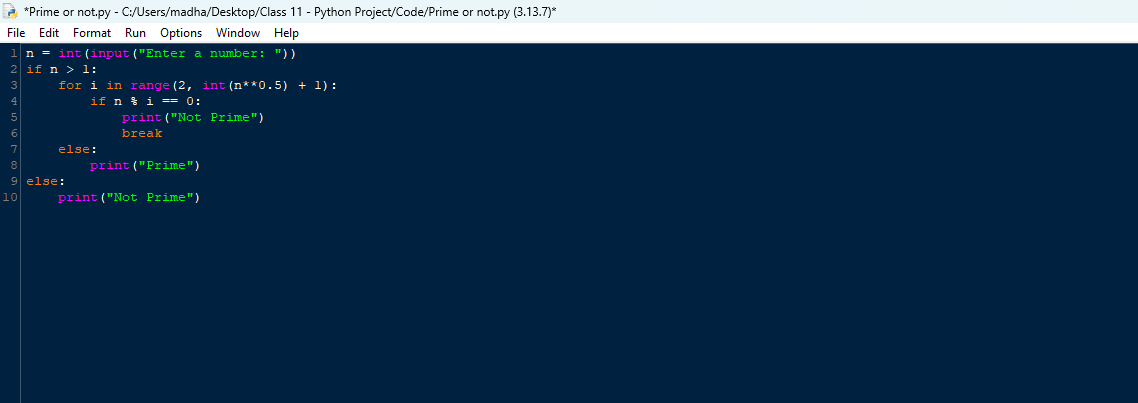 *Prime or not.py - C:/Users/madha/Desktop/Class 11 - Python Project/Code/Prime or not.py (3.13.7)*
File Edit Format Run Options Window Help
1 n = int(input("Enter a number: "))
2 if n > 1:
3     for i in range(2, int(n**0.5) + 1):
4         if n % i == 0:
5             print("Not Prime")
6             break
7     else:
8         print("Prime")
9 else:
10     print("Not Prime")